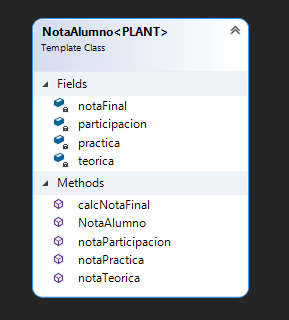 NotaAlumno<PLANT>
Template Class
Fields
notaFinal
participacion
practica
teorica
Methods
calcNotaFinal
NotaAlumno
notaParticipacion
notaPractica
notaTeorica